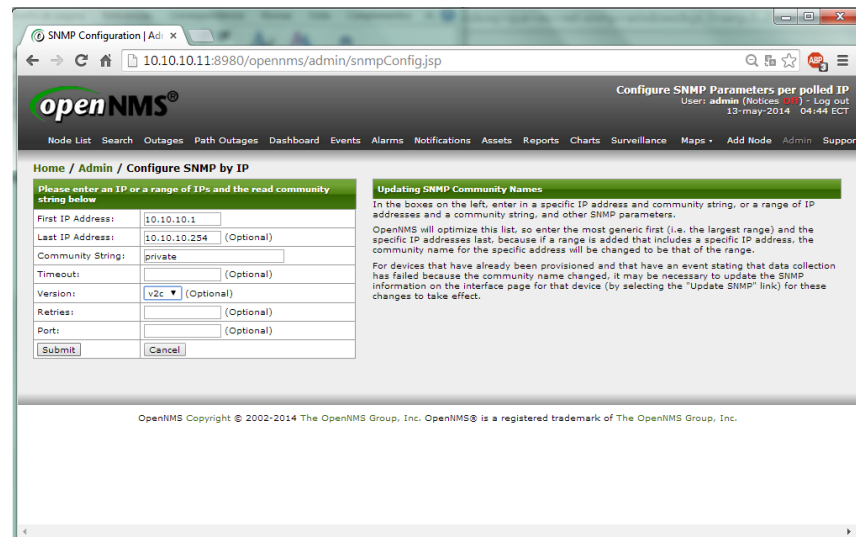 SNMP Configuration | Adı
10.10.10.11:8980/opennms/admin/snmpConfig.jsp
ABP
openNMS®
Configure SNMP Parameters per polled IP
User: admin (Notices Off) - Log out
13-may-2014 04:44 ECT
Node List Search Outages Path Outages Dashboard Events Alarms Notifications Assets Reports Charts Surveillance Maps Add Node Admin Suppor
Home / Admin / Configure SNMP by IP
Please enter an IP or a range of IPs and the read community
string below
First IP Address: 10.10.10.1
Last IP Address: 10.10.10.254 (Optional)
Community String: private
Timeout: (Optional)
Version: v2c (Optional)
Retries: (Optional)
Port: (Optional)
Submit Cancel
Updating SNMP Community Names
In the boxes on the left, enter in a specific IP address and community string, or a range of IP
addresses and a community string, and other SNMP parameters.
OpenNMS will optimize this list, so enter the most generic first (i.e. the largest range) and the
specific IP addresses last, because if a range is added that includes a specific IP address, the
community name for the specific address will be changed to be that of the range.
For devices that have already been provisioned and that have an event stating that data collection
has failed because the community name changed, it may be necessary to update the SNMP
information on the interface page for that device (by selecting the "Update SNMP" link) for these
changes to take effect.
OpenNMS Copyright © 2002-2014 The OpenNMS Group, Inc. OpenNMS® is a registered trademark of The OpenNMS Group, Inc.